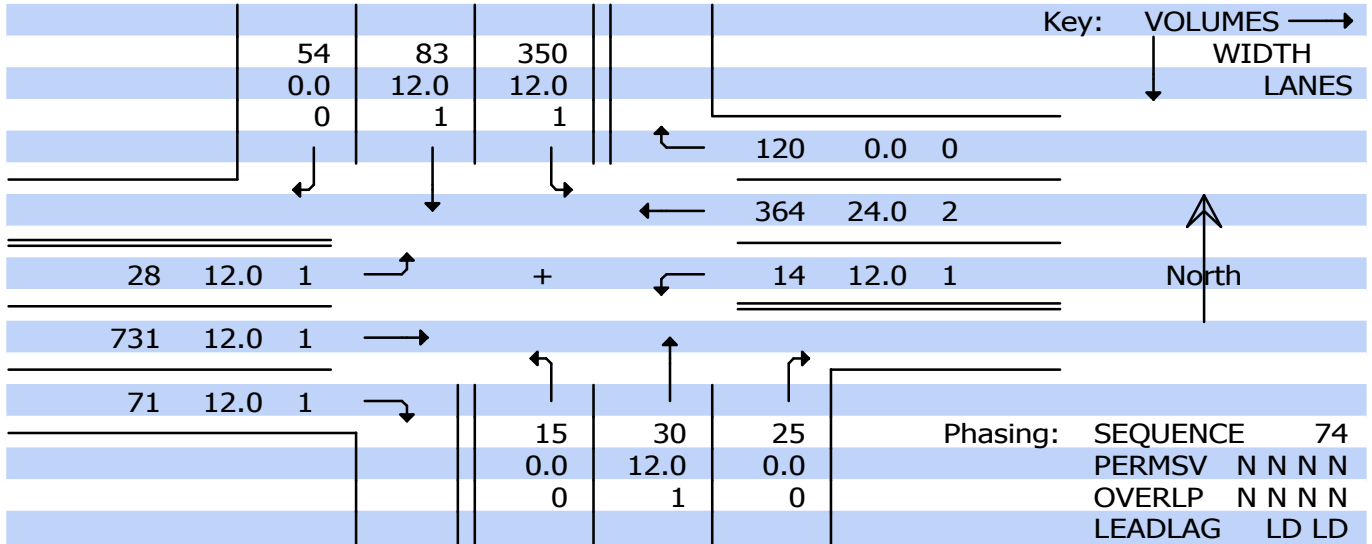 Key: VOLUMES
54 83 350 WIDTH
0.0 12.0 12.0 LANES
0 1 1
120 0.0 0
364 24.0 2
28 12.0 1 + 14 12.0 1 North
731 12.0 1
71 12.0 1
15 30 25 Phasing: SEQUENCE 74
0.0 12.0 0.0 PERMSV N N N N
0 1 0 OVERLP N N N N
LEADLAG LD LD